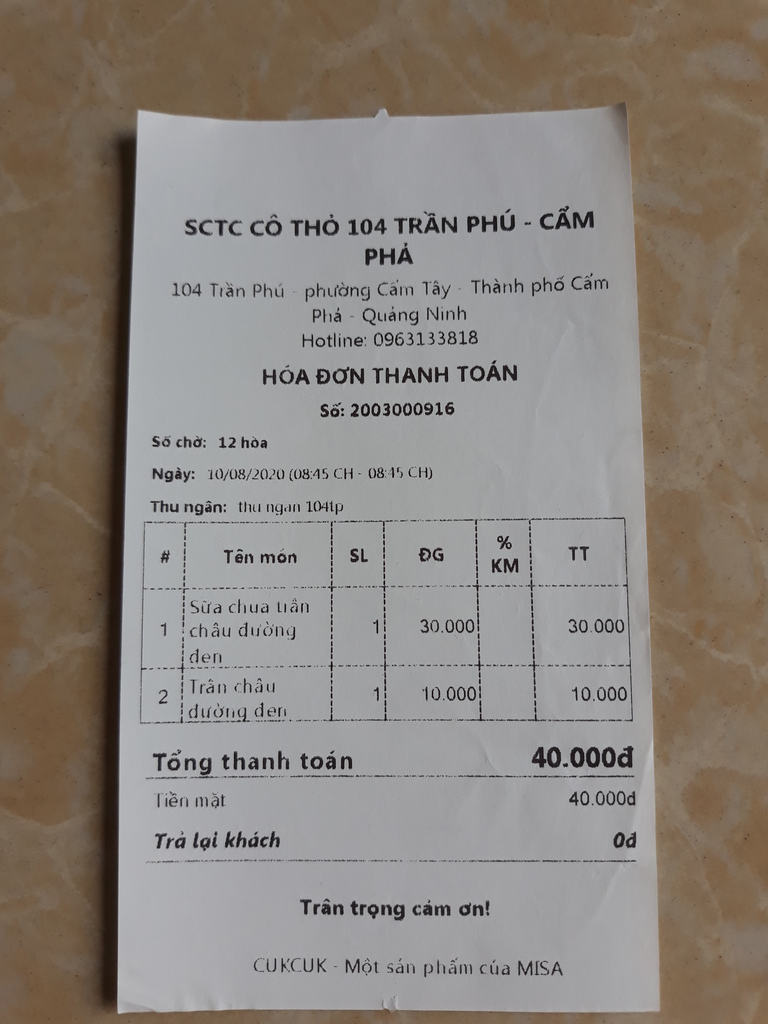 SCTC CÔ THỎ 104 TRẦN PHÚ - CẨM
PHẢ
104 Trần Phú - phường Cẩm Tây - Thành phố Cẩm
Phả - Quảng Ninh
Hotline: 0963133818
HÓA ĐƠN THANH TOÁN
Số: 2003000916
Số chờ: 12 hòa
Ngày: 10/08/2020 (08:45 CH - 08:45 CH)
Thu ngân: thu ngan 104tp
# Tên món SL ĐG % KM TT
1 Sữa chua trân châu đường đen 1 30.000 30.000
2 Trân châu đường đen 1 10.000 10.000
Tổng thanh toán 40.000đ
Tiền mặt 40.000đ
Trả lại khách 0đ
Trân trọng cảm ơn!
CUKCUK - Một sản phẩm của MISA